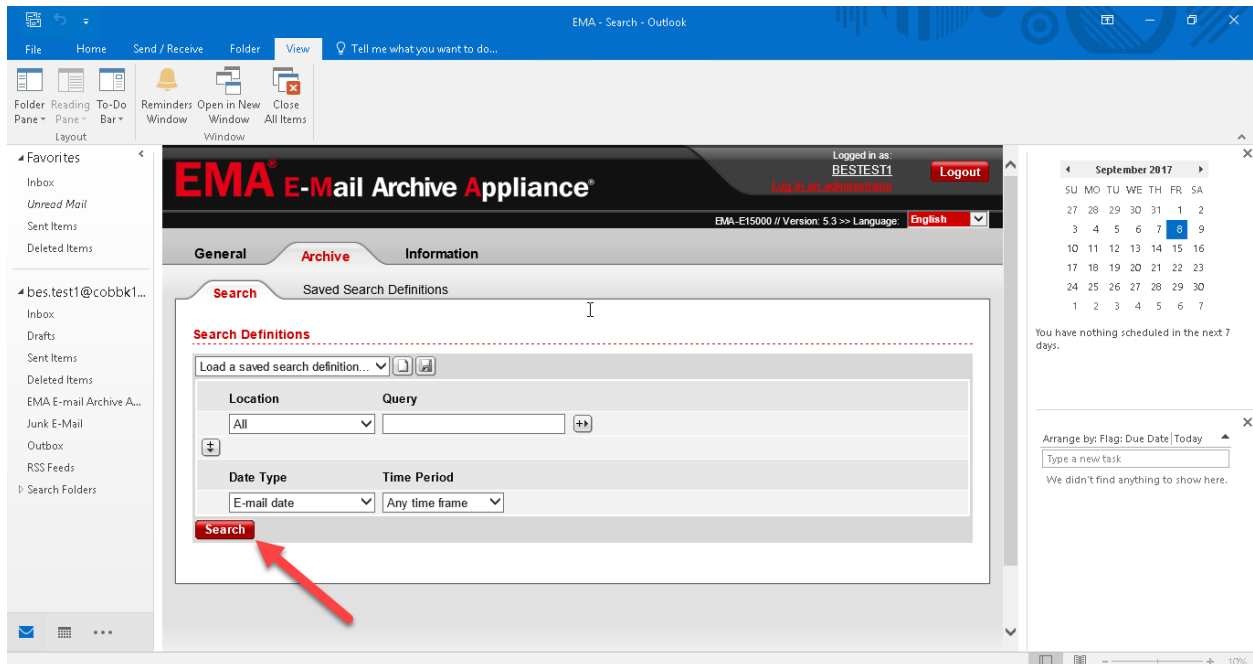 EMA - Search - Outlook
File Home Send / Receive Folder View Tell me what you want to do...
Folder Pane Reading Pane To-Do Bar Reminders Window Open in New Window Close All Items
Layout Window
Favorites
Inbox
Unread Mail
Sent Items
Deleted Items
bes.test1@cobbk1...
Inbox
Drafts
Sent Items
Deleted Items
EMA E-mail Archive A...
Junk E-Mail
Outbox
RSS Feeds
Search Folders
EMA® E-Mail Archive Appliance®
Logged in as:
BESTEST1
Log in an administrator
Logout
EMA-E15000 // Version: 5.3 >> Language: English
General Archive Information
Search Saved Search Definitions
Search Definitions
Load a saved search definition...
Location Query
All
Date Type Time Period
E-mail date Any time frame
Search
September 2017
SU MO TU WE TH FR SA
27 28 29 30 31 1 2
3 4 5 6 7 8 9
10 11 12 13 14 15 16
17 18 19 20 21 22 23
24 25 26 27 28 29 30
1 2 3 4 5 6 7
You have nothing scheduled in the next 7
days.
Arrange by: Flag: Due Date Today
Type a new task
We didn't find anything to show here.
10%